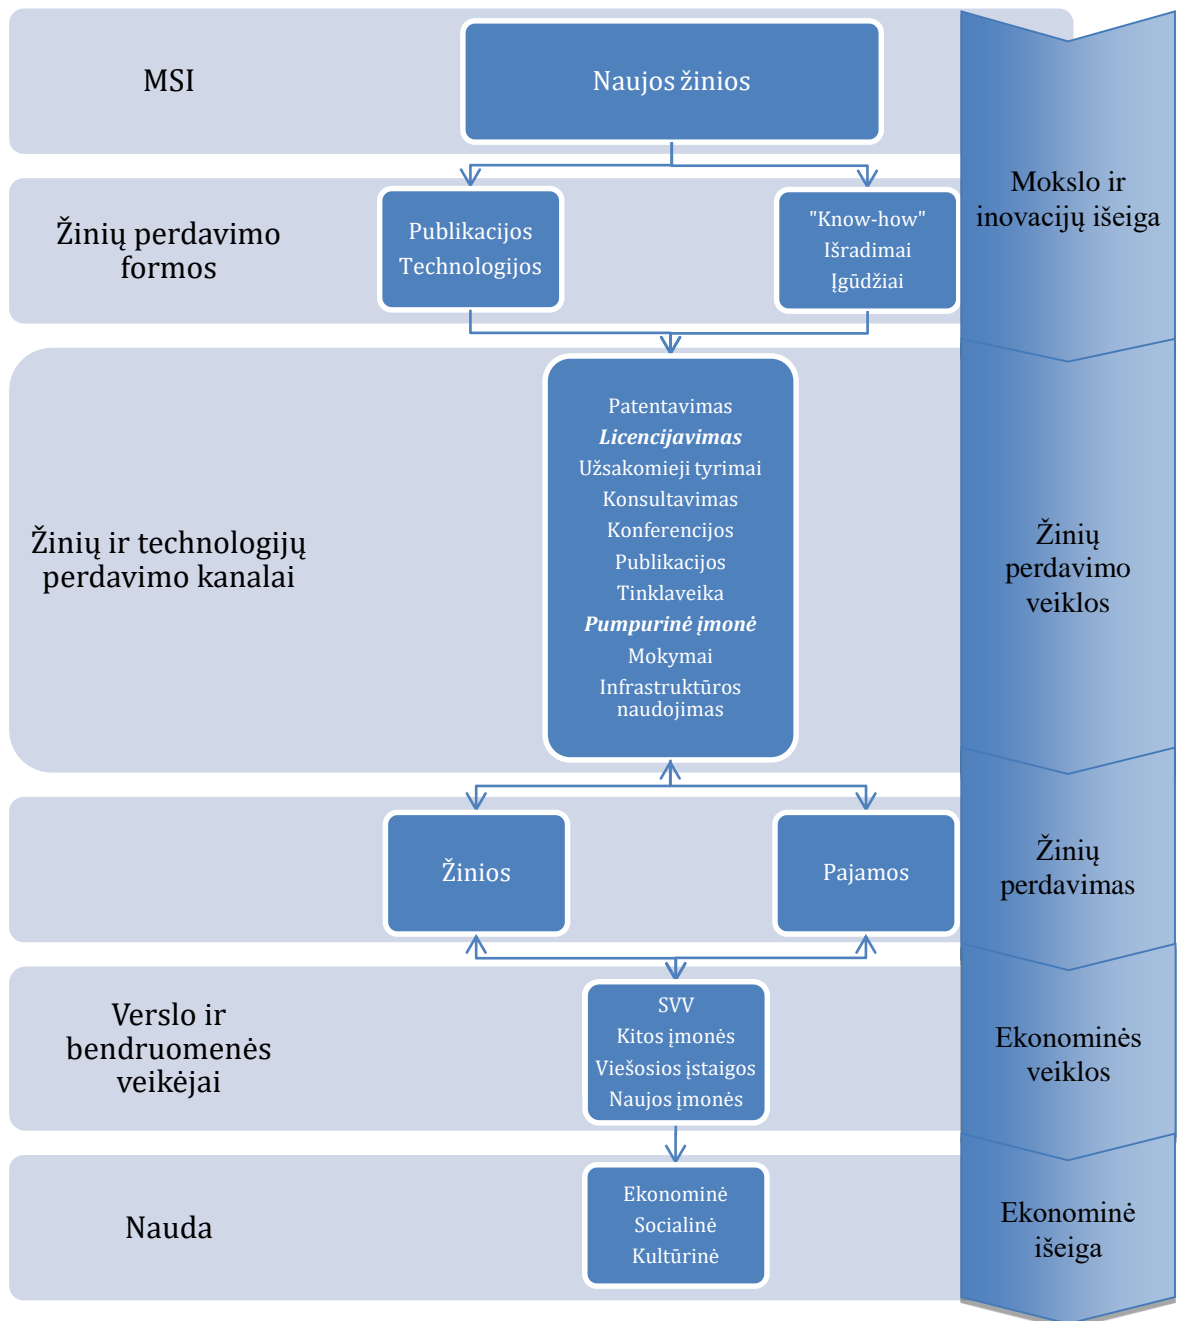 MSI
Naujos žinios
Mokslo ir
inovacijų išeiga
Žinių perdavimo
formos
Publikacijos
Technologijos
"Know-how"
Išradimai
Įgūdžiai
Žinių ir technologijų
perdavimo kanalai
Patentavimas
Licencijavimas
Užsakomieji tyrimai
Konsultavimas
Konferencijos
Publikacijos
Tinklaveika
Pumpurinė įmonė
Mokymai
Infrastruktūros
naudojimas
Žinių
perdavimo
veiklos
Žinios
Pajamos
Žinių
perdavimas
Verslo ir
bendruomenės
veikėjai
SVV
Kitos įmonės
Viešosios įstaigos
Naujos įmonės
Ekonominės
veiklos
Nauda
Ekonominė
Socialinė
Kultūrinė
Ekonominė
išeiga